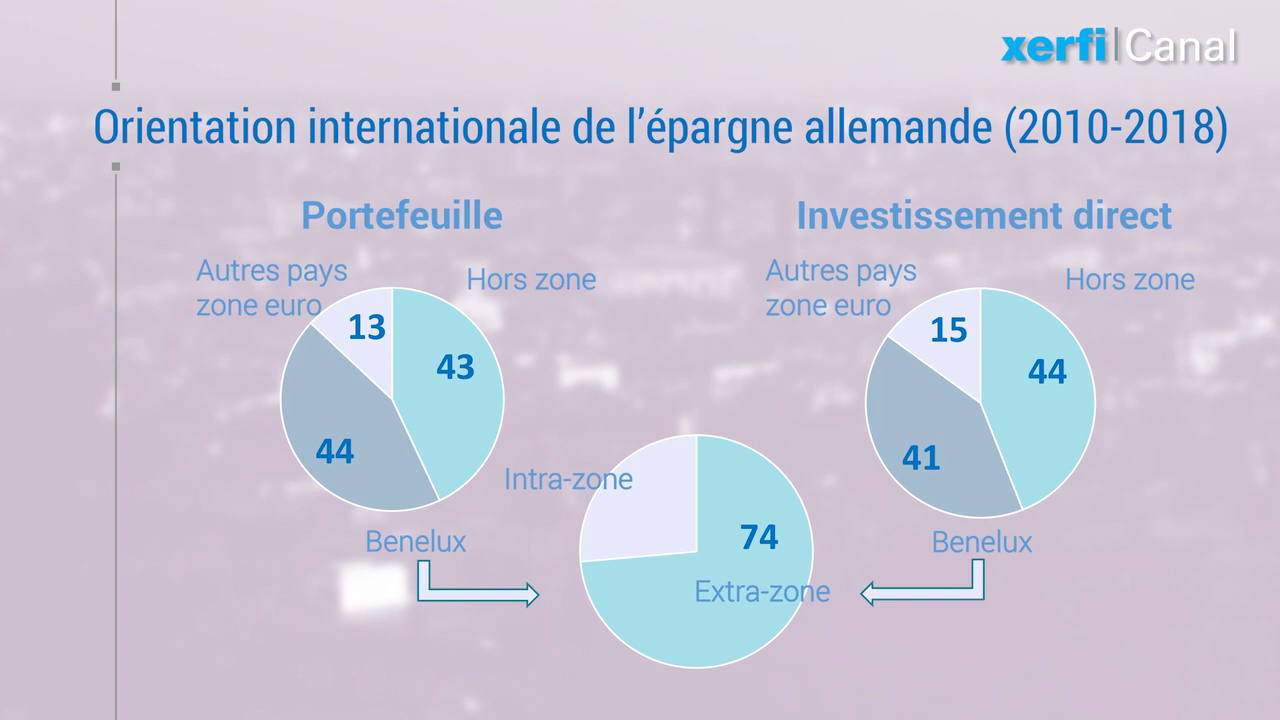 xerfi Canal
Orientation internationale de l'épargne allemande (2010-2018)
Portefeuille
Autres pays
zone euro
Hors zone
13
43
44
Benelux
Investissement direct
Autres pays
zone euro
Hors zone
15
44
41
Benelux
Intra-zone
74
Extra-zone